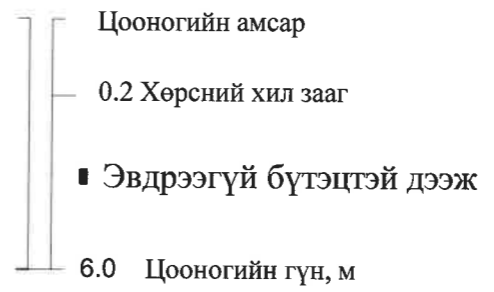 Цооногийн амсар
0.2 Хөрсний хил зааг
Эвдрээгүй бүтэцтэй дээж
6.0 Цооногийн гүн, м